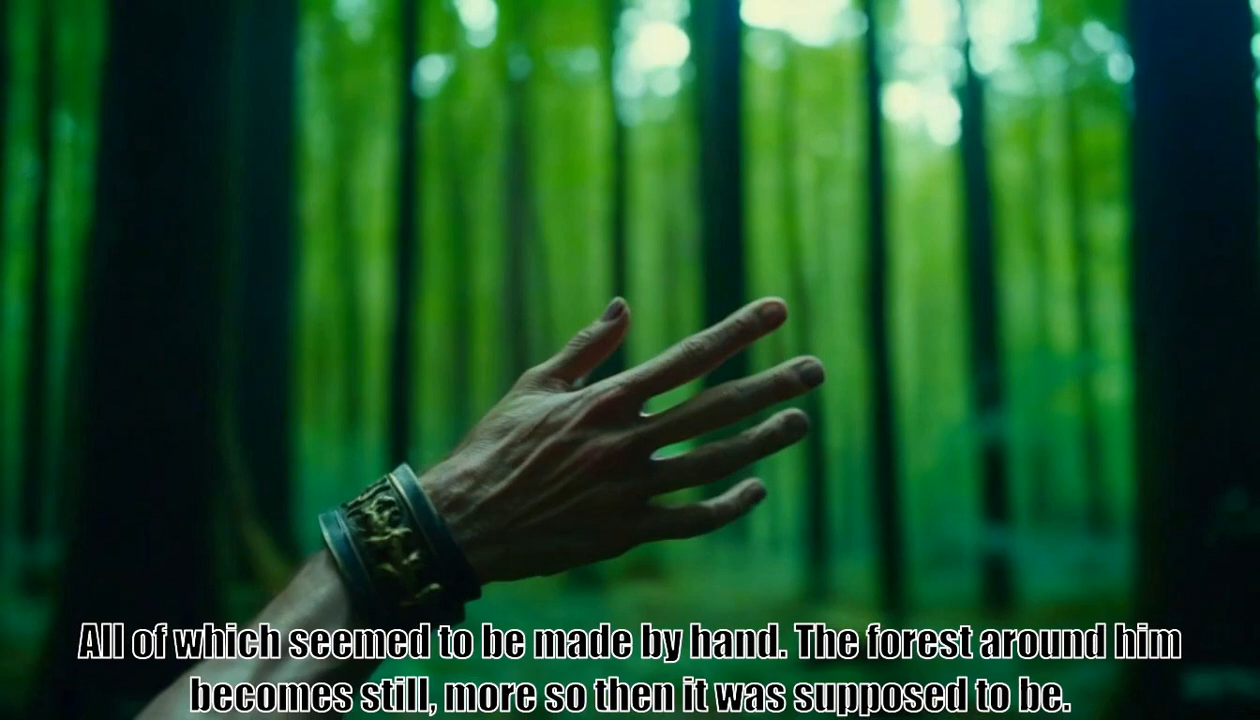 All of which seemed to be made by hand. The forest around him
becomes still, more so then it was supposed to be.